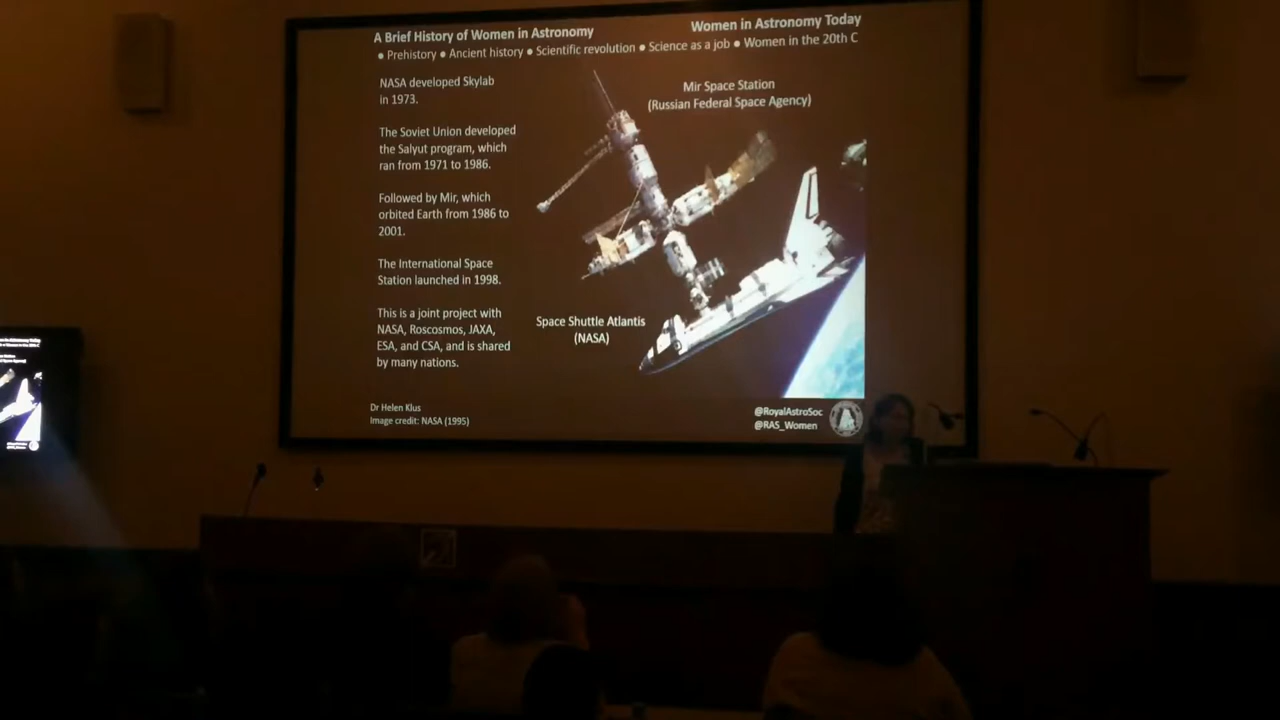 A Brief History of Women in Astronomy
Women in Astronomy Today
● Prehistory ● Ancient history ● Scientific revolution ● Science as a job ● Women in the 20th C
NASA developed Skylab
in 1973.
The Soviet Union developed
the Salyut program, which
ran from 1971 to 1986.
Followed by Mir, which
orbited Earth from 1986 to
2001.
The International Space
Station launched in 1998.
This is a joint project with
NASA, Roscosmos, JAXA,
ESA, and CSA, and is shared
by many nations.
Mir Space Station
(Russian Federal Space Agency)
Space Shuttle Atlantis
(NASA)
Dr Helen Klus
Image credit: NASA (1995)
@RoyalAstroSoc
@RAS_Women